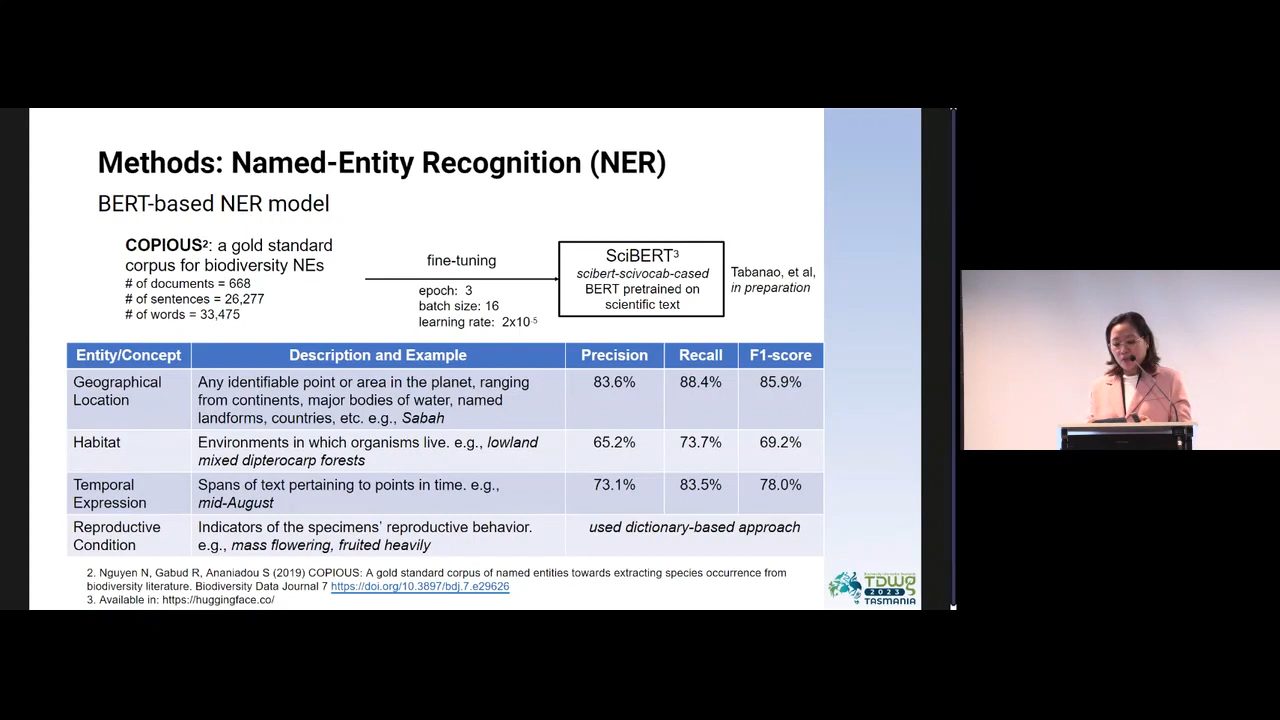 Methods: Named-Entity Recognition (NER)
BERT-based NER model
COPIOUS²: a gold standard
corpus for biodiversity NEs
# of documents = 668
# of sentences = 26,277
# of words = 33,475
fine-tuning
epoch: 3
batch size: 16
learning rate: 2x10⁻⁵
SciBERT³
scibert-scivocab-cased
BERT pretrained on
scientific text
Tabanao, et al,
in preparation
Entity/Concept Description and Example Precision Recall F1-score
Geographical
Location
Any identifiable point or area in the planet, ranging
from continents, major bodies of water, named
landforms, countries, etc. e.g., Sabah
83.6% 88.4% 85.9%
Habitat
Environments in which organisms live. e.g., lowland
mixed dipterocarp forests
65.2% 73.7% 69.2%
Temporal
Expression
Spans of text pertaining to points in time. e.g.,
mid-August
73.1% 83.5% 78.0%
Reproductive
Condition
Indicators of the specimens' reproductive behavior.
e.g., mass flowering, fruited heavily
used dictionary-based approach
2. Nguyen N, Gabud R, Ananiadou S (2019) COPIOUS: A gold standard corpus of named entities towards extracting species occurrence from
biodiversity literature. Biodiversity Data Journal 7 https://doi.org/10.3897/bdj.7.e29626
3. Available in: https://huggingface.co/
TDWG
2023
TASMANIA